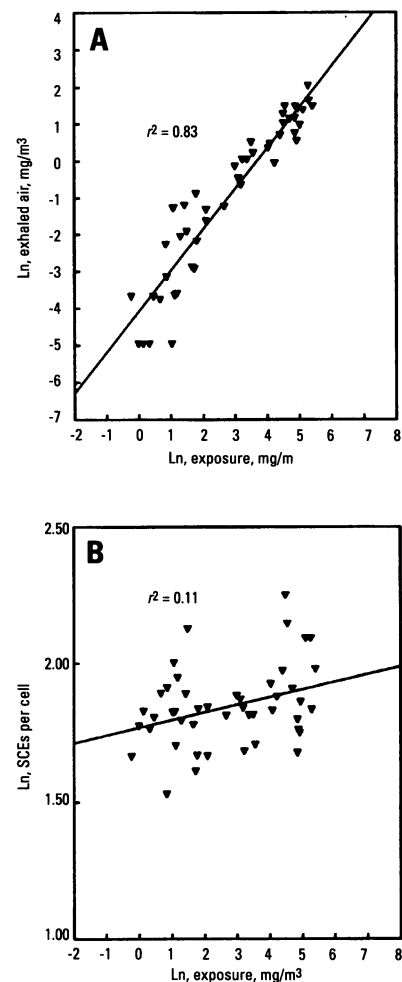 A
r² = 0.83
4
3
2
1
0
-1
-2
-3
-4
-5
-6
-7
Ln, exhaled air, mg/m³
-2 -1 0 1 2 3 4 5 6 7 8
Ln, exposure, mg/m
B
r² = 0.11
2.50
2.00
1.50
1.00
Ln, SCEs per cell
-2 -1 0 1 2 3 4 5 6 7 8
Ln, exposure, mg/m³